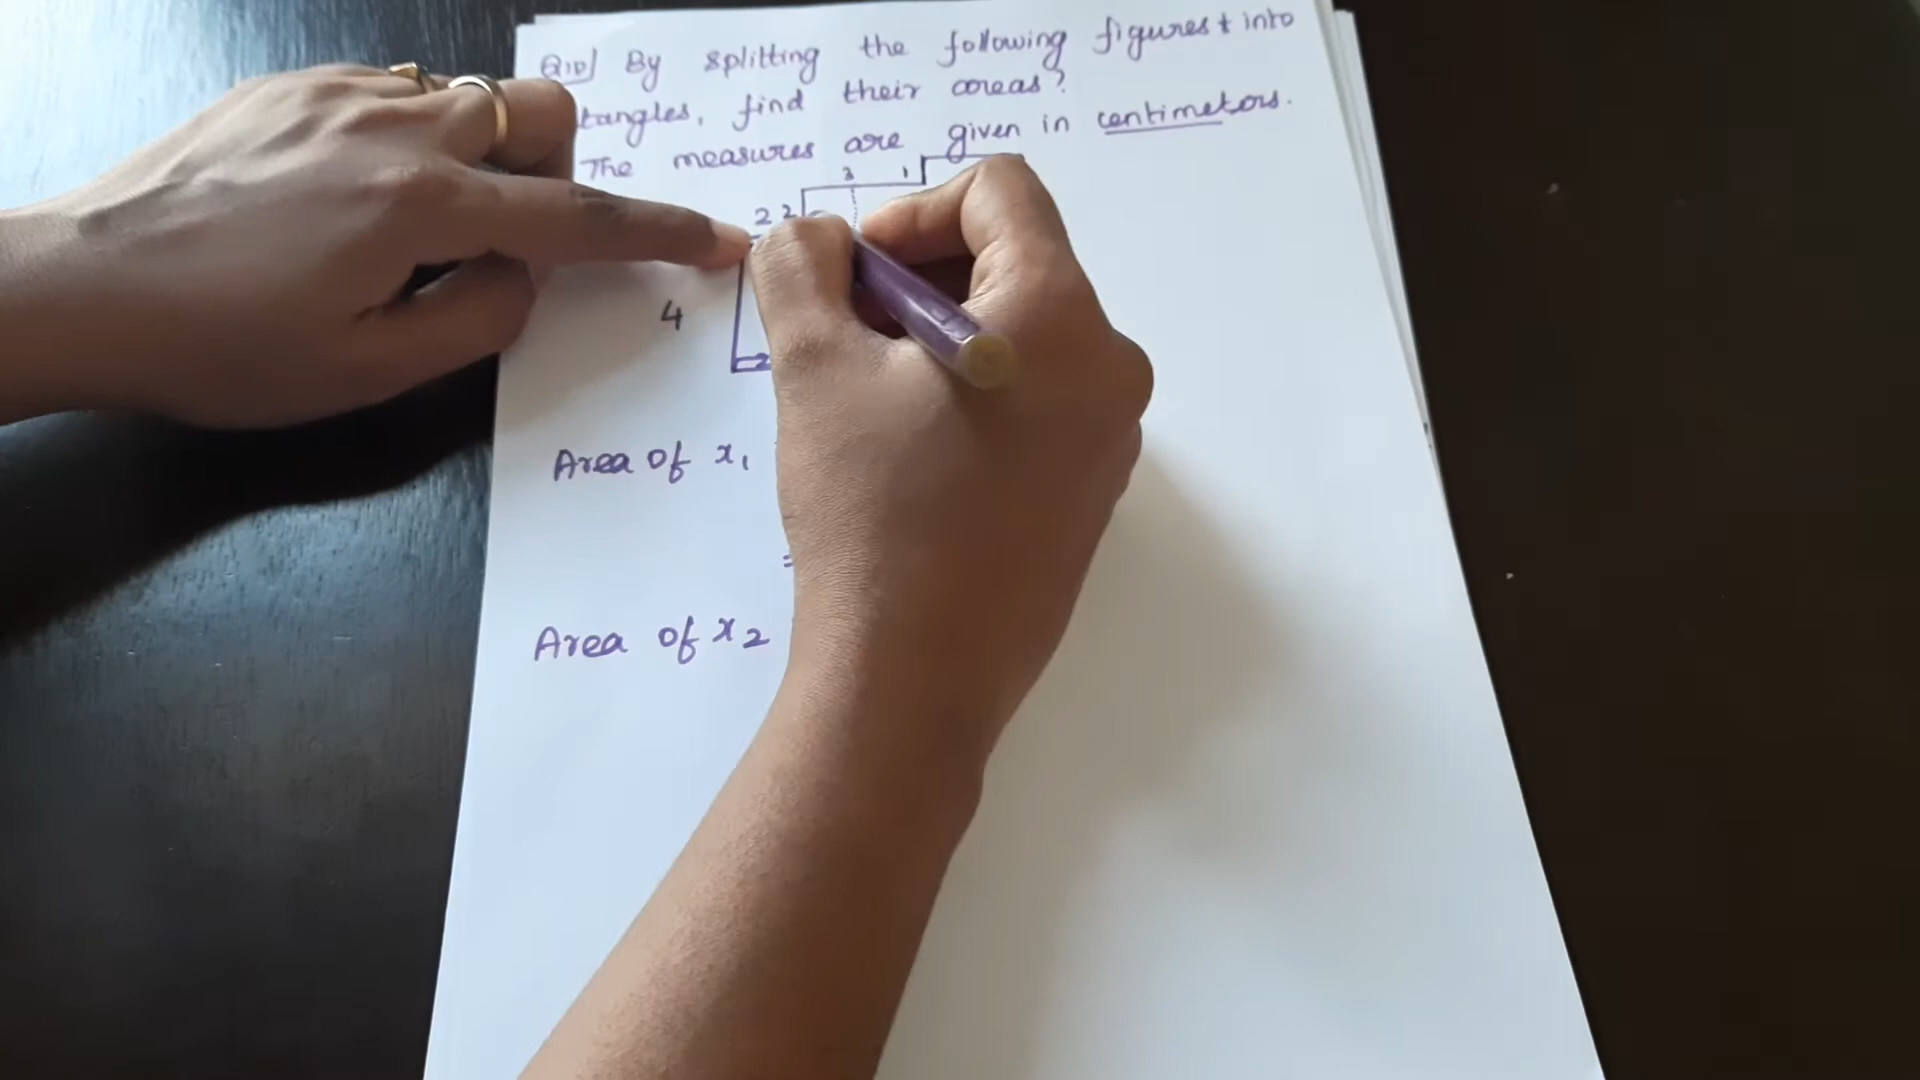 Q10) By splitting the following figures into
tangles, find their areas?
The measures are given in centimeters.
3 1
2 2
4
2
Area of x1
=
Area of x2